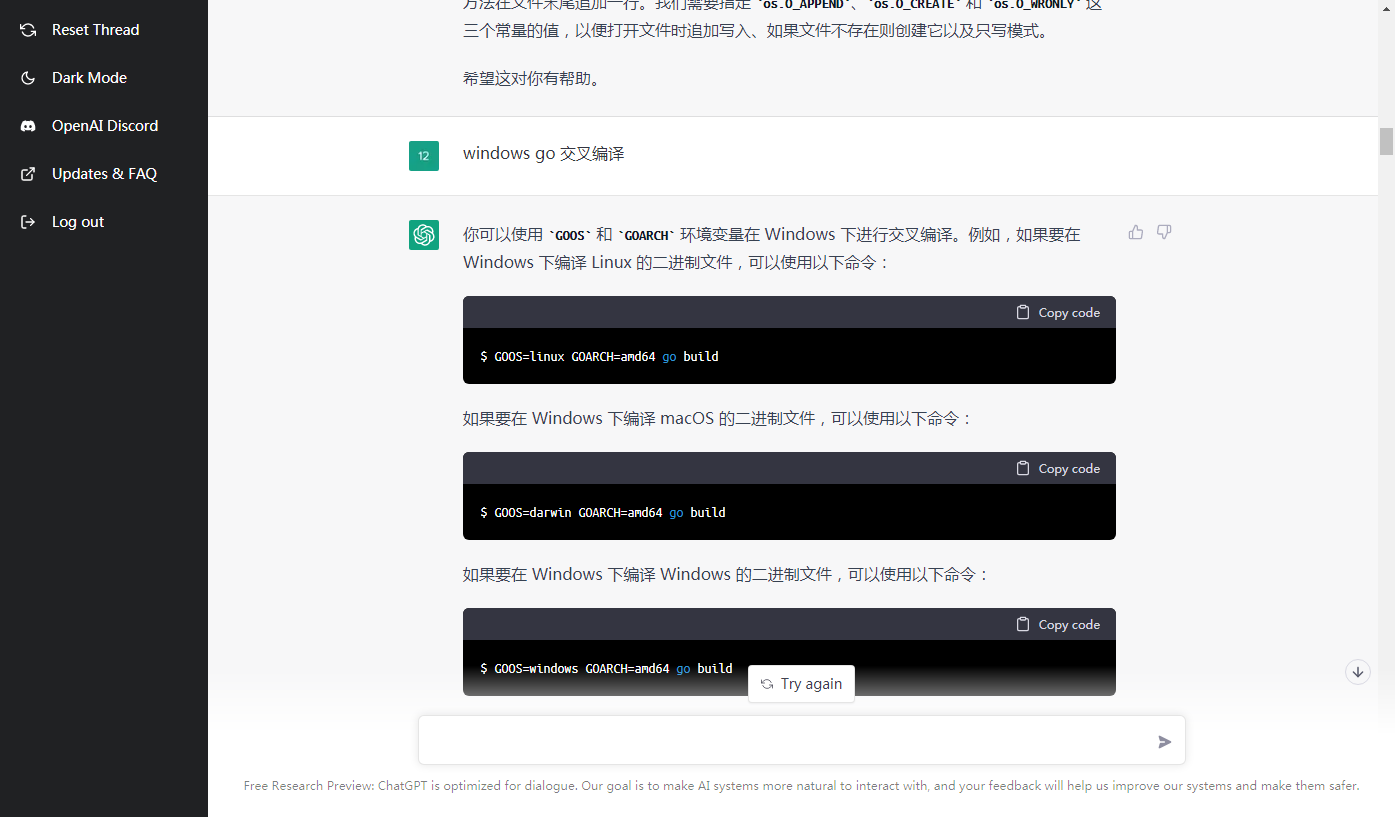 Reset Thread
Dark Mode
OpenAI Discord
Updates & FAQ
Log out
方法在文件末尾追加一行。我们需要指定 `os.O_APPEND`、`os.O_CREATE` 和 `os.O_WRONLY` 这
三个常量的值，以便打开文件时追加写入、如果文件不存在则创建它以及只写模式。
希望这对你有帮助。
12
windows go 交叉编译
你可以使用 `GOOS` 和 `GOARCH` 环境变量在 Windows 下进行交叉编译。例如，如果要在
Windows 下编译 Linux 的二进制文件，可以使用以下命令：
Copy code
$ GOOS=linux GOARCH=amd64 go build
如果要在 Windows 下编译 macOS 的二进制文件，可以使用以下命令：
Copy code
$ GOOS=darwin GOARCH=amd64 go build
如果要在 Windows 下编译 Windows 的二进制文件，可以使用以下命令：
Copy code
$ GOOS=windows GOARCH=amd64 go build
Try again
Free Research Preview: ChatGPT is optimized for dialogue. Our goal is to make AI systems more natural to interact with, and your feedback will help us improve our systems and make them safer.